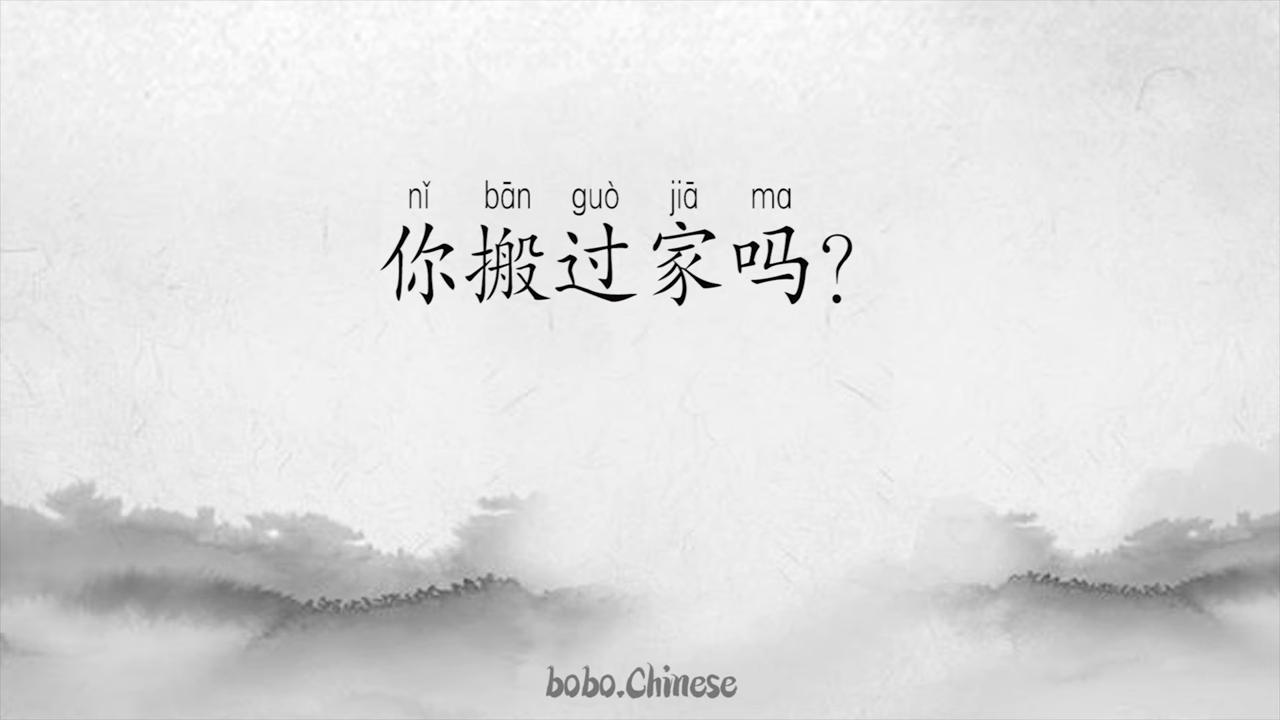 nǐ bān guò jiā ma
你搬过家吗?
bobo.Chinese